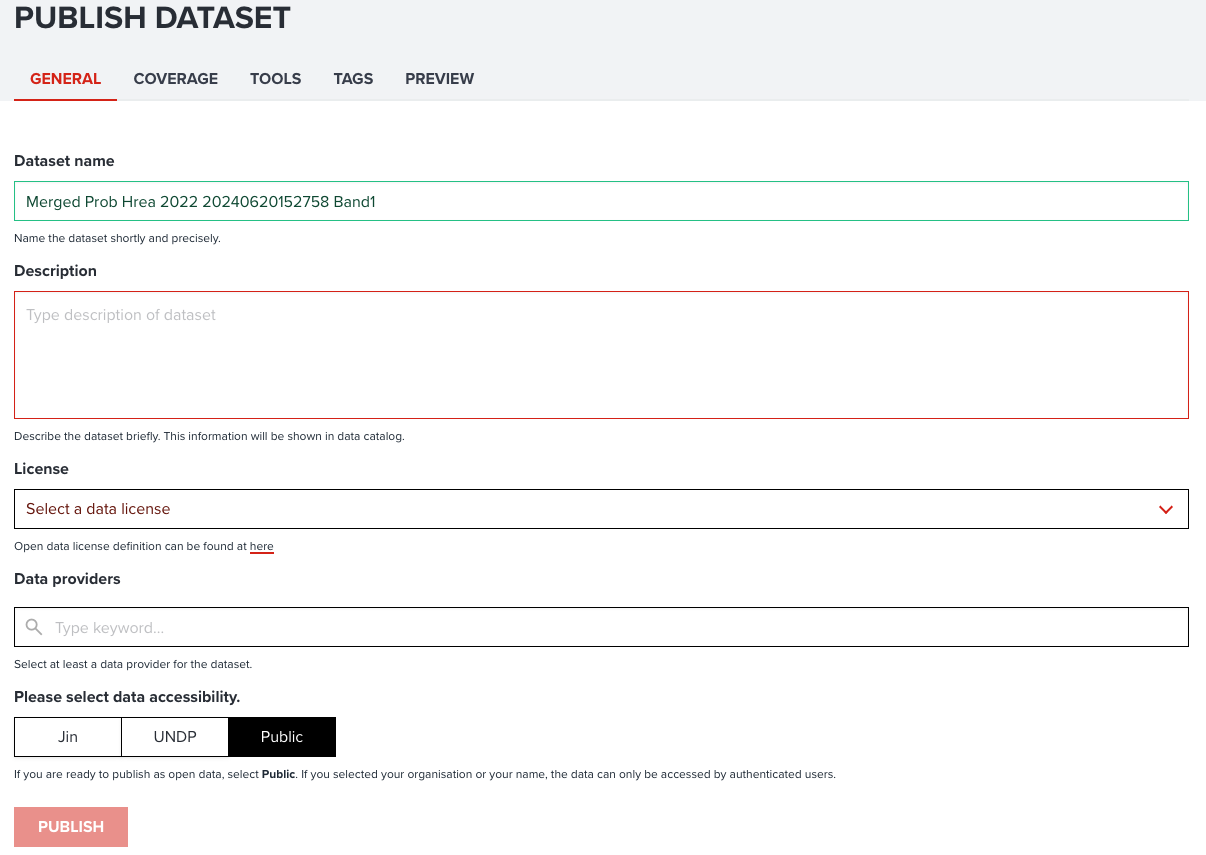 PUBLISH DATASET
GENERAL COVERAGE TOOLS TAGS PREVIEW
Dataset name
Merged Prob Hrea 2022 20240620152758 Band1
Name the dataset shortly and precisely.
Description
Type description of dataset
Describe the dataset briefly. This information will be shown in data catalog.
License
Select a data license
Open data license definition can be found at here
Data providers
Type keyword...
Select at least a data provider for the dataset.
Please select data accessibility.
Jin UNDP Public
If you are ready to publish as open data, select Public. If you selected your organisation or your name, the data can only be accessed by authenticated users.
PUBLISH